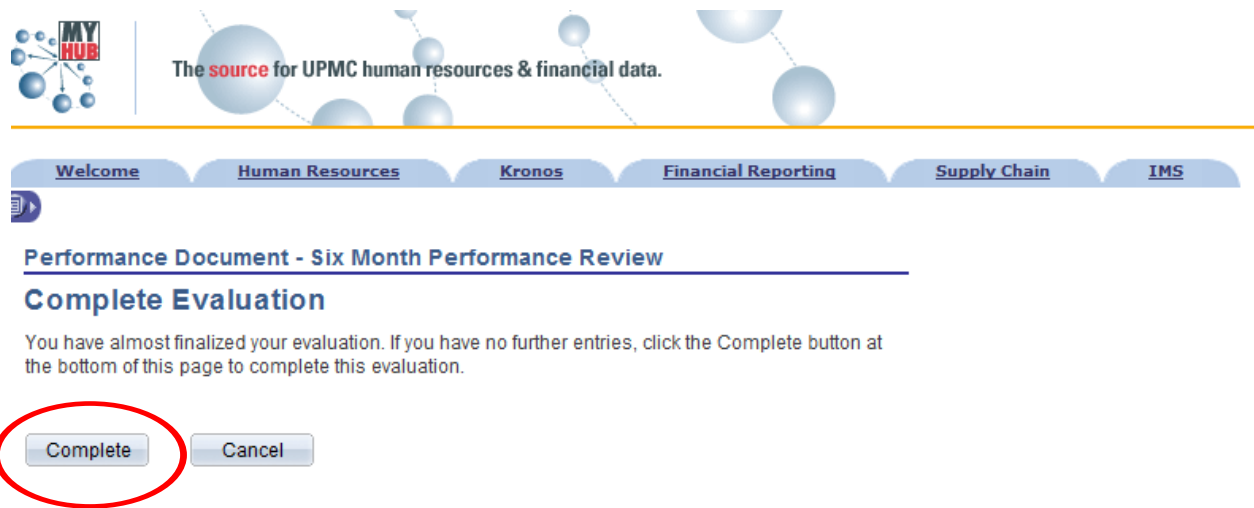 MY
HUB
The source for UPMC human resources & financial data.
Welcome Human Resources Kronos Financial Reporting Supply Chain IMS
Performance Document - Six Month Performance Review
Complete Evaluation
You have almost finalized your evaluation. If you have no further entries, click the Complete button at
the bottom of this page to complete this evaluation.
Complete Cancel